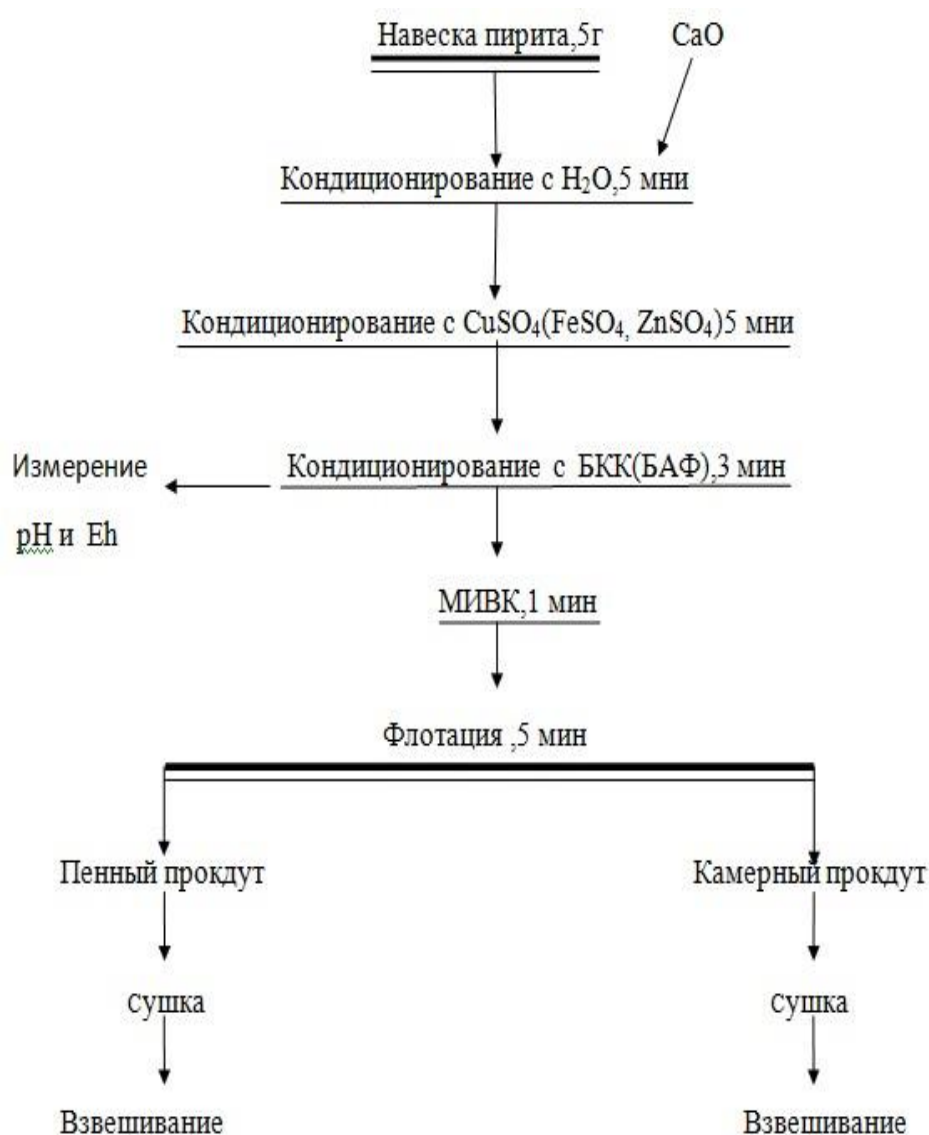 Навеска пирита,5г CaO
Кондиционирование с H₂O,5 мни
Кондиционирование с CuSO₄(FeSO₄, ZnSO₄)5 мни
Измерение Кондиционирование с БКК(БАФ),3 мин
pH и Eh
МИВК,1 мин
Флотация ,5 мин
Пенный прокдут Камерный прокдут
Сушка Сушка
Взвешивание Взвешивание